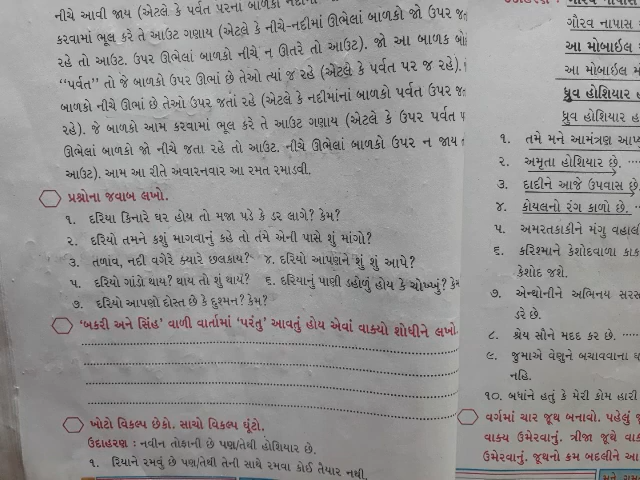 નીચે આવી જાય (એટલે કે પર્વત પરના બાળકો
કરવામાં ભૂલ કરે તે આઉટ ગણાય (એટલે કે નીચે-નદીમાં ઊભેલાં બાળકો જો ઉપર
રહે તો આઉટ. ઉપર ઊભેલાં બાળકો નીચે ન ઊતરે તો આઉટ). જો આ બાળક
“પર્વત” તો જે બાળકો ઉપર ઊભાં છે તેઓ ત્યાં જ રહે (એટલે કે પર્વત પર જ રહે).
બાળકો નીચે ઊભાં છે તેઓ ઉપર જતાં રહે (એટલે કે નદીમાંનાં બાળકો પર્વત ઉપર
રહે). જે બાળકો આમ કરવામાં ભૂલ કરે તે આઉટ ગણાય (એટલે કે ઉપર પર્વત
ઊભેલાં બાળકો જો નીચે જતા રહે તો આઉટ. નીચે ઊભેલાં બાળકો ઉપર ન જાય
આઉટ). આમ આ રીતે અવારનવાર આ રમત રમાડવી.
પ્રશ્નોના જવાબ લખો.
૧. દરિયા કિનારે ઘર હોય તો મજા પડે કે ડર લાગે? કેમ?
૨. દરિયો તમને કશું માગવાનું કહે તો તમે એની પાસે શું માંગો?
૩. તળાવ, નદી વગેરે ક્યારે છલકાય? ૪. દરિયો આપણને શું શું આપે?
૫. દરિયો ગાંડો થાય? થાય તો શું થાય? ૬. દરિયાનું પાણી ડહોળું હોય કે ચોખ્ખું?
૭. દરિયો આપણો દોસ્ત છે કે દુશ્મન? કેમ?
‘બકરી અને સિંહ’ વાળી વાર્તામાં ‘પરંતુ’ આવતું હોય એવાં વાક્યો શોધીને લખો.
ખોટો વિકલ્પ છેકો. સાચો વિકલ્પ ઘૂંટો.
ઉદાહરણ : નવીન તોફાની છે પણ/તેથી હોશિયાર છે.
૧. રિયાને રમવું છે પણ/તેથી તેની સાથે રમવા કોઈ તૈયાર નથી.
ગૌરવ નાપાસ
આ મોબાઈલ
આ મોબાઈલ
ધ્રુવ હોશિયાર
ધ્રુવ હોશિયાર
૧. તમે મને આમંત્રણ
૨. અમૃતા હોશિયાર છે.
૩. દાદીને આજે ઉપવાસ છે.
૪. કોયલનો રંગ કાળો છે.
૫. અમરતકાકીને મંગુ
૬. કરિશ્માને કેશોદવાળા
કેશોદ જશે.
૭. એન્થોનીને અભિનય
ડરે છે.
૮. શ્રેય સૌને મદદ કર છે.
૯. જુમાએ વેણુને બચાવવાના
નહિ.
૧૦. બધાંને હતું કે મેરી કોમ હારી
વર્ગમાં ચાર જૂથ બનાવો. પહેલું
વાક્ય ઉમેરવાનું. ત્રીજા જૂથે
ઉમેરવાનું. જૂથનો ક્રમ બદલીને આ